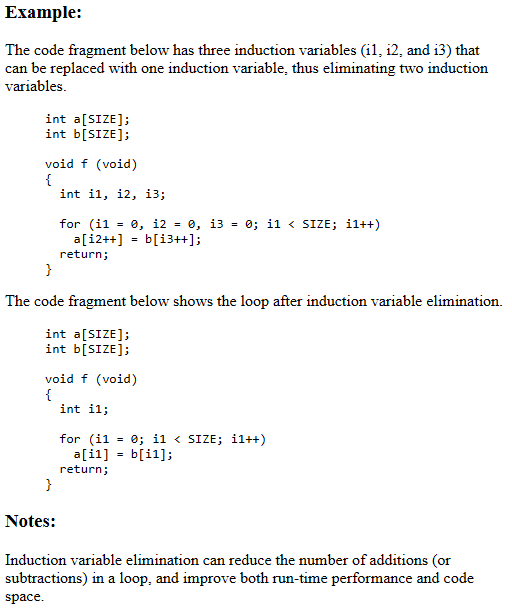 Example:
The code fragment below has three induction variables (i1, i2, and i3) that
can be replaced with one induction variable, thus eliminating two induction
variables.
int a[SIZE];
int b[SIZE];
void f (void)
{
int i1, i2, i3;
for (i1 = 0, i2 = 0, i3 = 0; i1 < SIZE; i1++)
a[i2++] = b[i3++];
return;
}
The code fragment below shows the loop after induction variable elimination.
int a[SIZE];
int b[SIZE];
void f (void)
{
int i1;
for (i1 = 0; i1 < SIZE; i1++)
a[i1] = b[i1];
return;
}
Notes:
Induction variable elimination can reduce the number of additions (or
subtractions) in a loop, and improve both run-time performance and code
space.